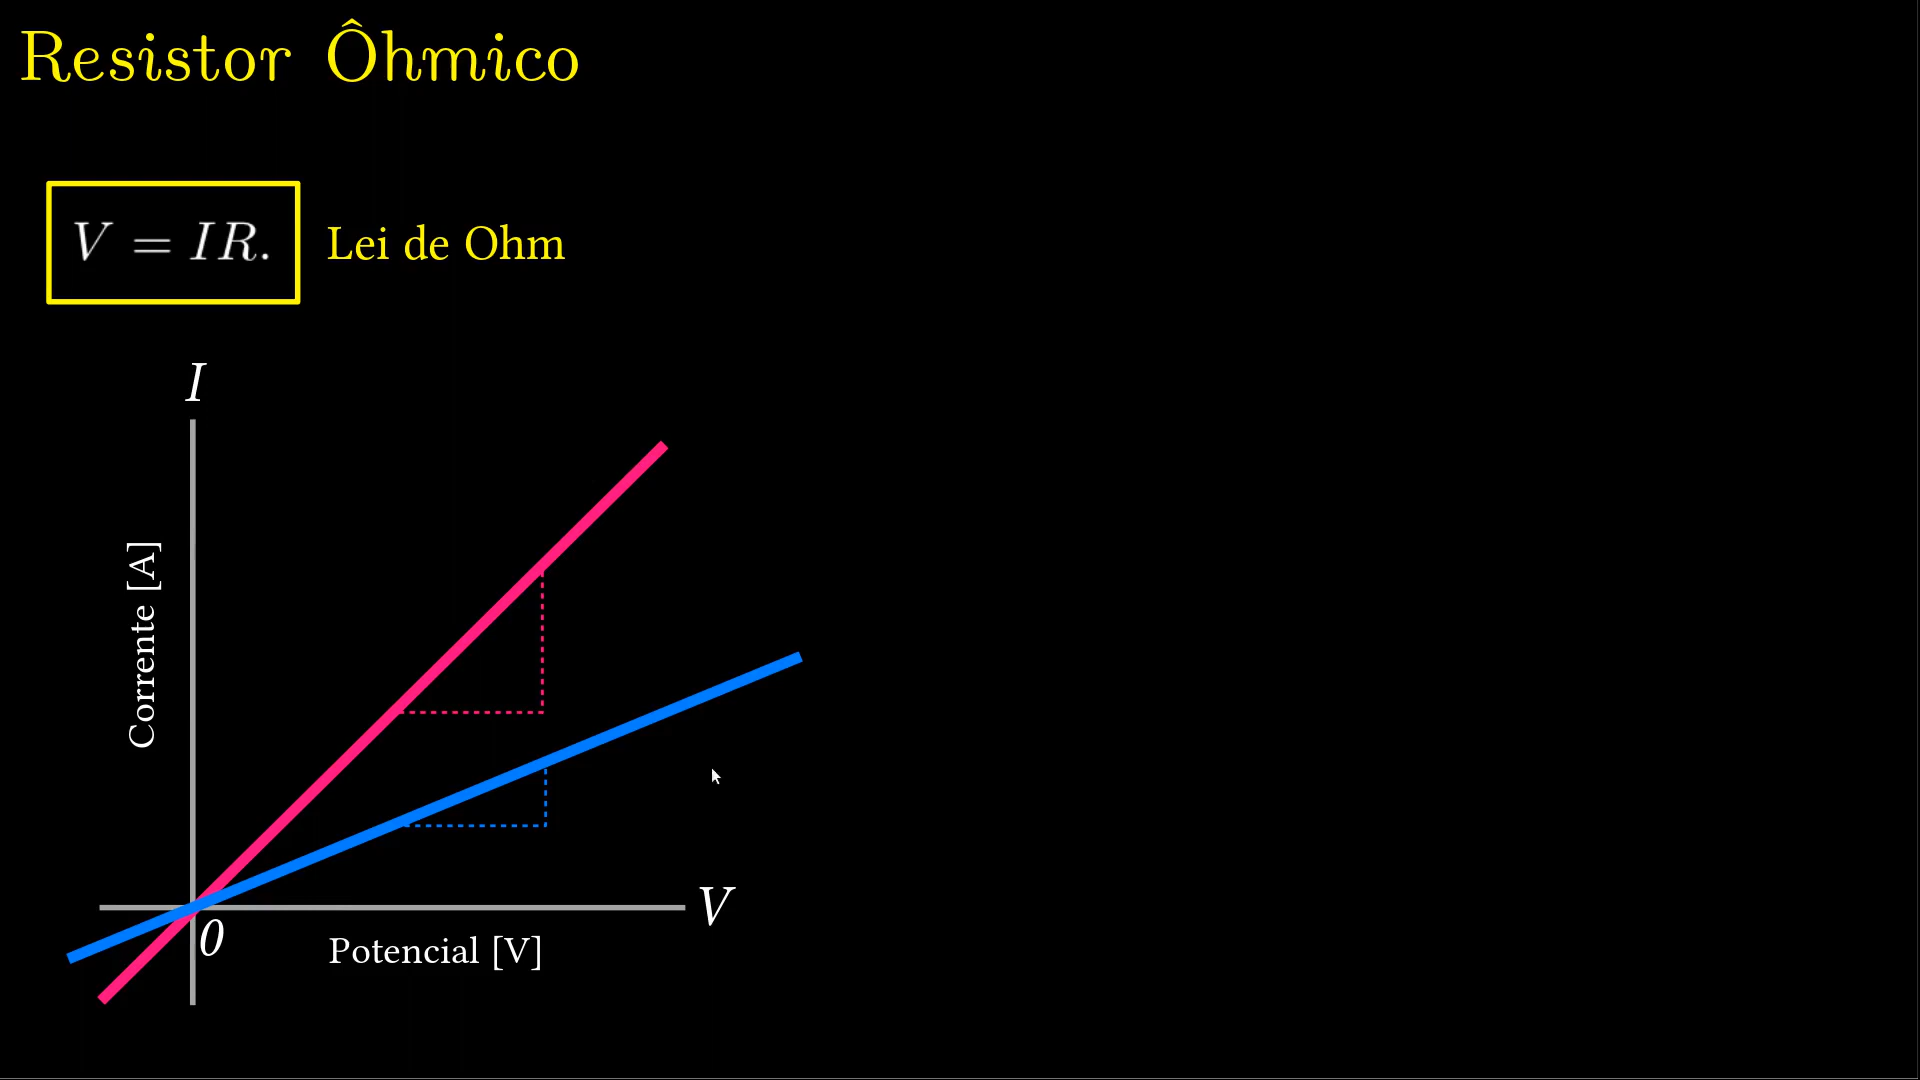 Resistor Ôhmico
V = IR.
Lei de Ohm
I
Corrente [A]
V
0
Potencial [V]